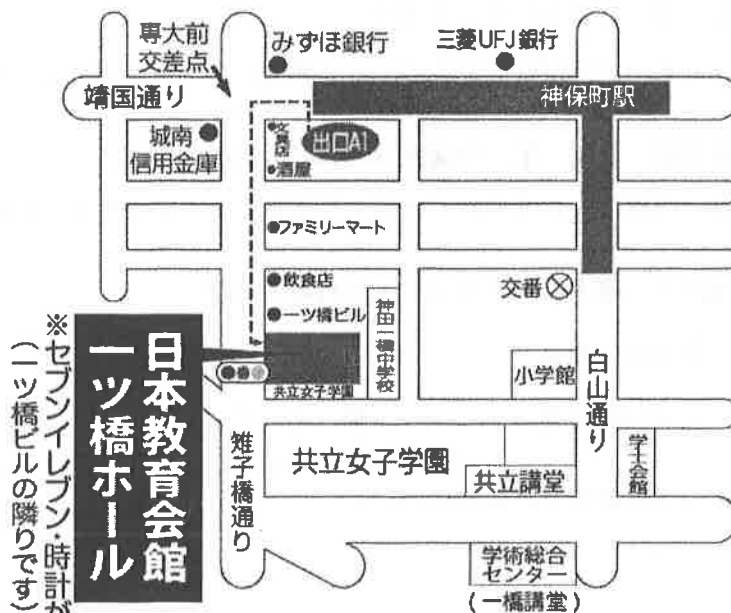 専大前
交差点
みずほ銀行
三菱UFJ銀行
靖国通り
神保町駅
城南
信用金庫
文具店
出口A1
酒屋
ファミリーマート
飲食店
一ツ橋ビル
神田一橋中学校
交番
小学館
白山通り
共立女子学園
日本教育会館
一ツ橋ホール
※セブンイレブン・時計が
(一ツ橋ビルの隣りです)
雉子橋通り
共立女子学園
共立講堂
学士会館
学術総合
センター
(一橋講堂)